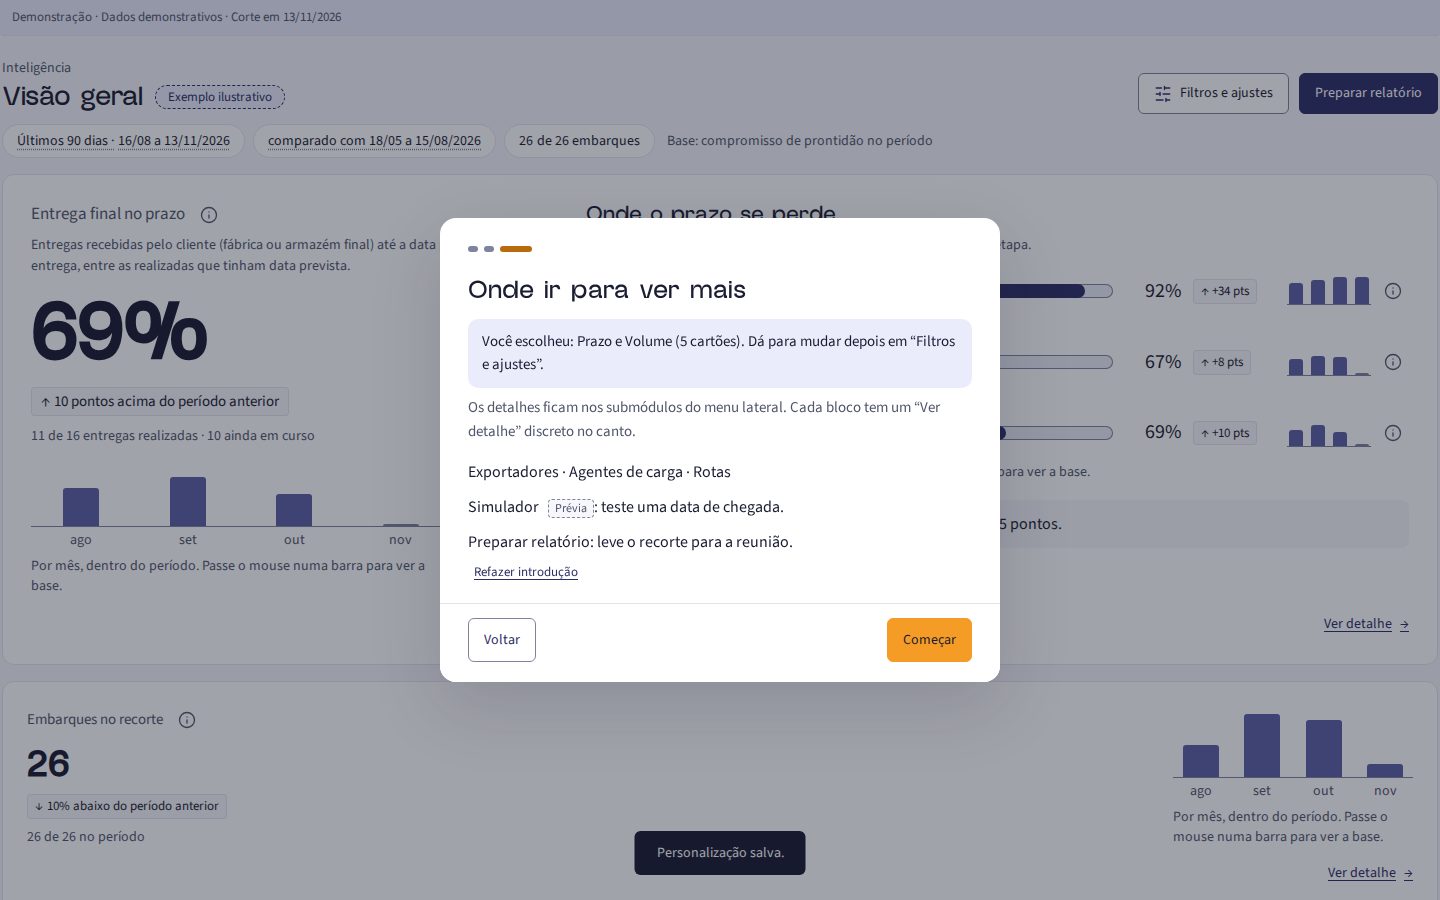 Demonstração · Dados demonstrativos · Corte em 13/11/2026
Inteligência
Visão geral
Exemplo ilustrativo
Filtros e ajustes
Preparar relatório
Últimos 90 dias · 16/08 a 13/11/2026
comparado com 18/05 a 15/08/2026
26 de 26 embarques
Base: compromisso de prontidão no período
Entrega final no prazo
Entregas recebidas pelo cliente (fábrica ou armazém final) até a data
entrega, entre as realizadas que tinham data prevista.
69%
↑ 10 pontos acima do período anterior
11 de 16 entregas realizadas · 10 ainda em curso
ago set out nov
Por mês, dentro do período. Passe o mouse numa barra para ver a
base.
Onde o prazo se perde
etapa.
92% ↑ +34 pts
67% ↑ +8 pts
69% ↑ +10 pts
para ver a base.
5 pontos.
Ver detalhe →
Onde ir para ver mais
Você escolheu: Prazo e Volume (5 cartões). Dá para mudar depois em “Filtros
e ajustes”.
Os detalhes ficam nos submódulos do menu lateral. Cada bloco tem um “Ver
detalhe” discreto no canto.
Exportadores · Agentes de carga · Rotas
Simulador Prévia : teste uma data de chegada.
Preparar relatório: leve o recorte para a reunião.
Refazer introdução
Voltar
Começar
Embarques no recorte
26
↓ 10% abaixo do período anterior
26 de 26 no período
ago set out nov
Por mês, dentro do período. Passe o
mouse numa barra para ver a base.
Ver detalhe →
Personalização salva.